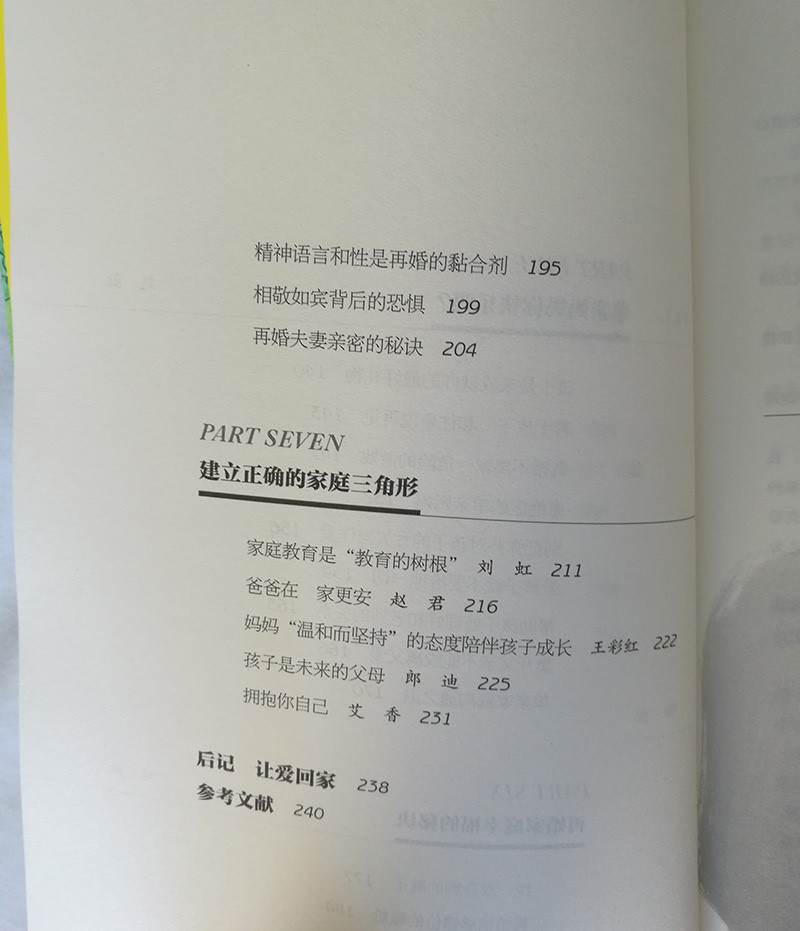 精神语言和性是再婚的黏合剂 195
相敬如宾背后的恐惧 199
再婚夫妻亲密的秘诀 204
PART SEVEN
建立正确的家庭三角形
家庭教育是“教育的树根” 刘 虹 211
爸爸在 家更安 赵 君 216
妈妈“温和而坚持”的态度陪伴孩子成长 王彩红 222
孩子是未来的父母 郎 迪 225
拥抱你自己 艾 香 231
后记 让爱回家 238
参考文献 240